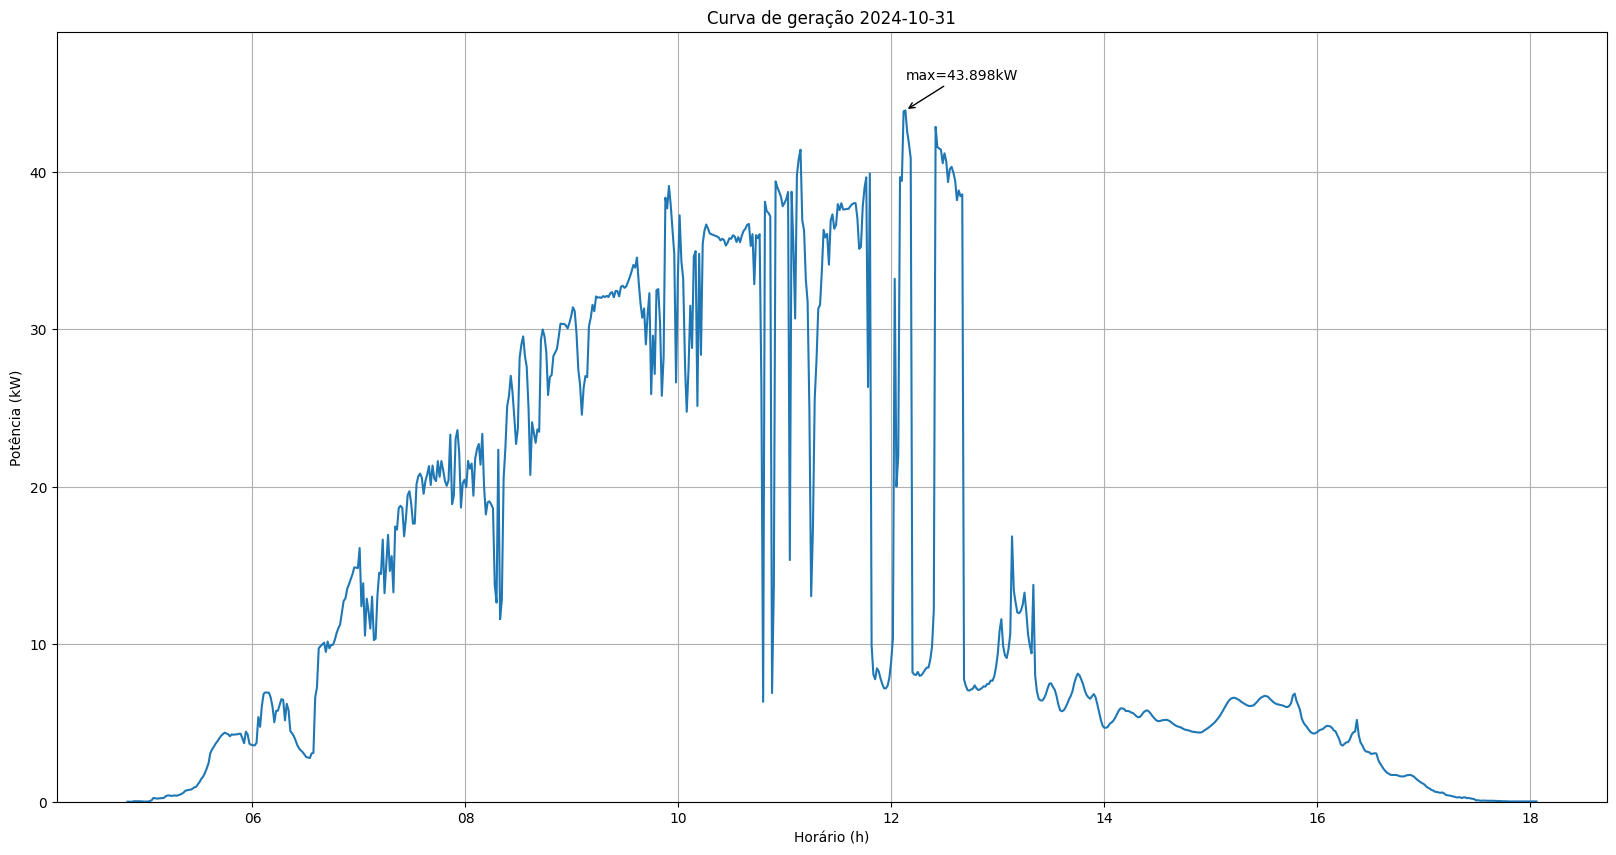 Curva de geração 2024-10-31
max=43.898kW
Potência (kW)
40
30
20
10
0
06 08 10 12 14 16 18
Horário (h)